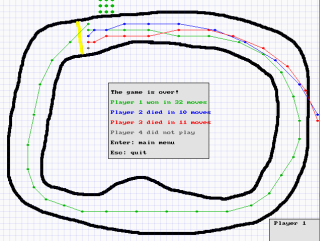 The game is over!
Player 1 won in 32 moves
Player 2 died in 10 moves
Player 3 died in 11 moves
Player 4 did not play
Enter: main menu
Esc: quit
Player 1